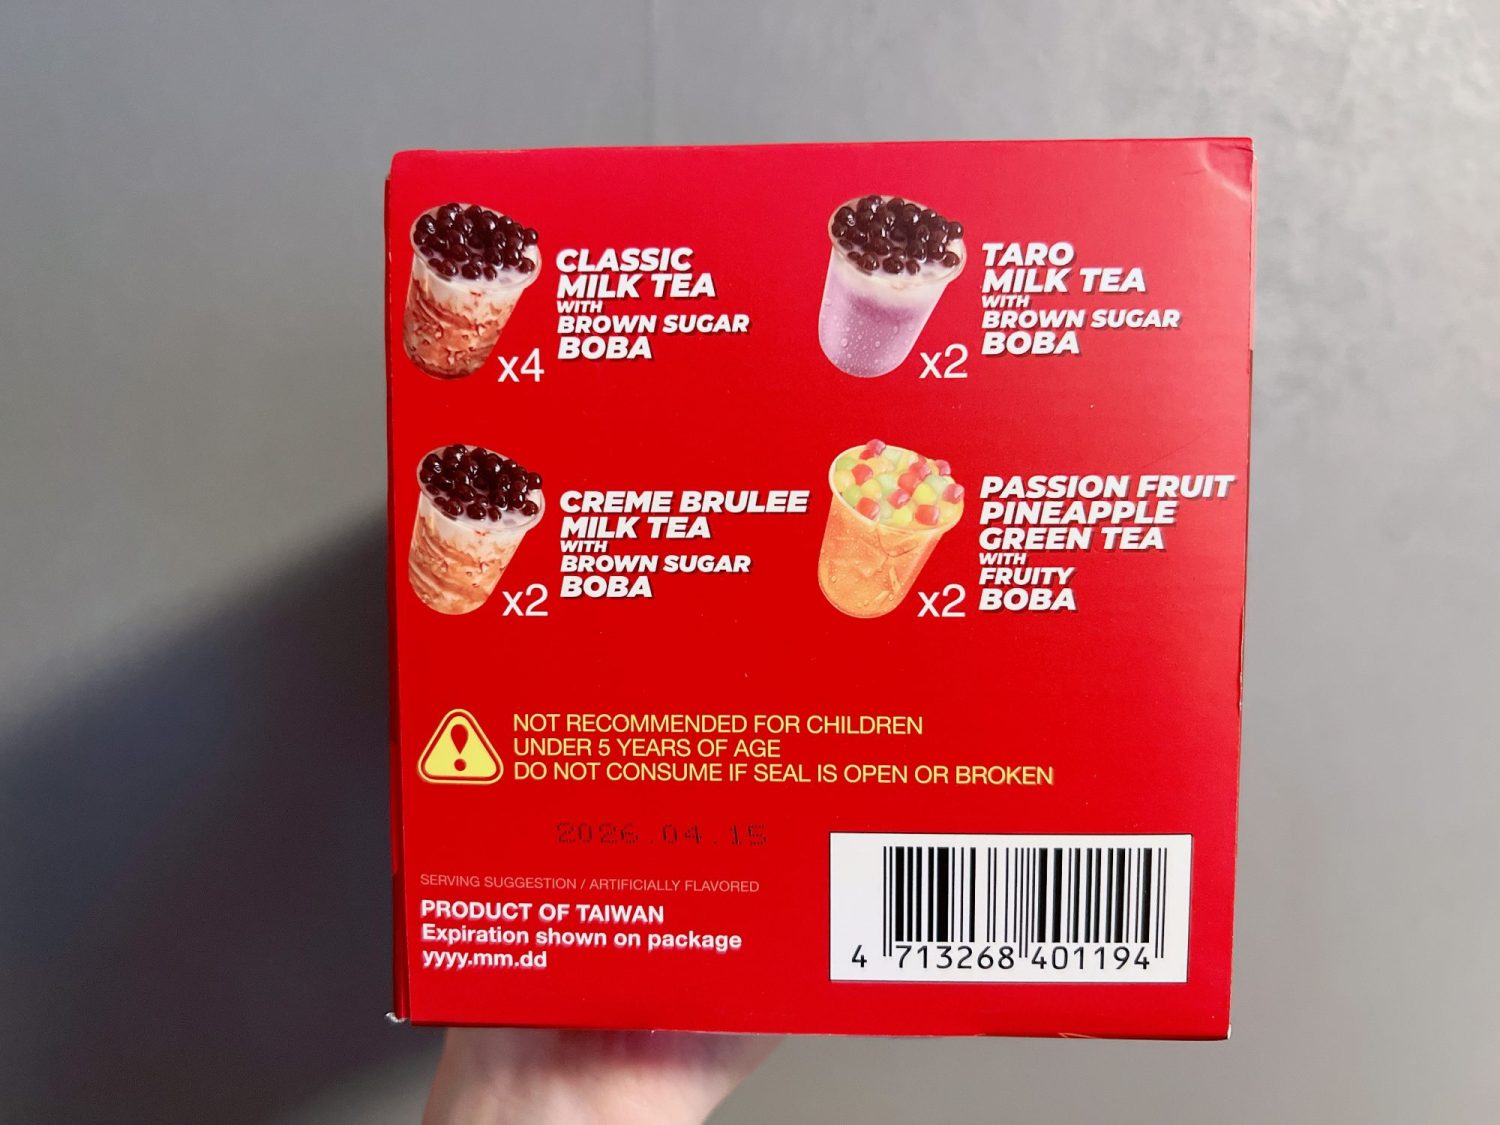 CLASSIC
MILK TEA
WITH
BROWN SUGAR
BOBA
x4
TARO
MILK TEA
WITH
BROWN SUGAR
BOBA
x2
CREME BRULEE
MILK TEA
WITH
BROWN SUGAR
BOBA
x2
PASSION FRUIT
PINEAPPLE
GREEN TEA
WITH
FRUITY
BOBA
x2
NOT RECOMMENDED FOR CHILDREN
UNDER 5 YEARS OF AGE
DO NOT CONSUME IF SEAL IS OPEN OR BROKEN
2026.04.15
SERVING SUGGESTION / ARTIFICIALLY FLAVORED
PRODUCT OF TAIWAN
Expiration shown on package
yyyy.mm.dd
4 713268 401194